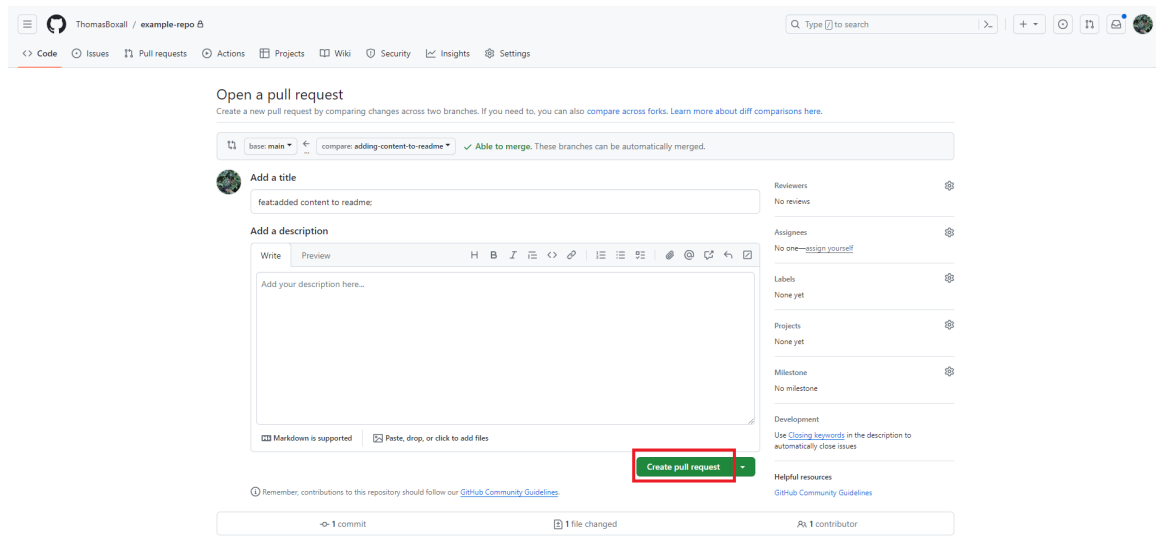 ThomasBoxall / example-repo
Type / to search
Code Issues Pull requests Actions Projects Wiki Security Insights Settings
Open a pull request
Create a new pull request by comparing changes across two branches. If you need to, you can also compare across forks. Learn more about diff comparisons here.
base: main compare: adding-content-to-readme Able to merge. These branches can be automatically merged.
Add a title
feat:added content to readme;
Add a description
Write Preview
Add your description here...
Markdown is supported Paste, drop, or click to add files
Create pull request
Remember, contributions to this repository should follow our GitHub Community Guidelines.
Reviewers
No reviews
Assignees
No one—assign yourself
Labels
None yet
Projects
None yet
Milestone
No milestone
Development
Use Closing keywords in the description to
automatically close issues
Helpful resources
GitHub Community Guidelines
1 commit 1 file changed 1 contributor